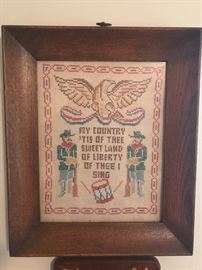 MY COUNTRY
'TIS OF THEE
SWEET LAND
OF LIBERTY
OF THEE I
SING